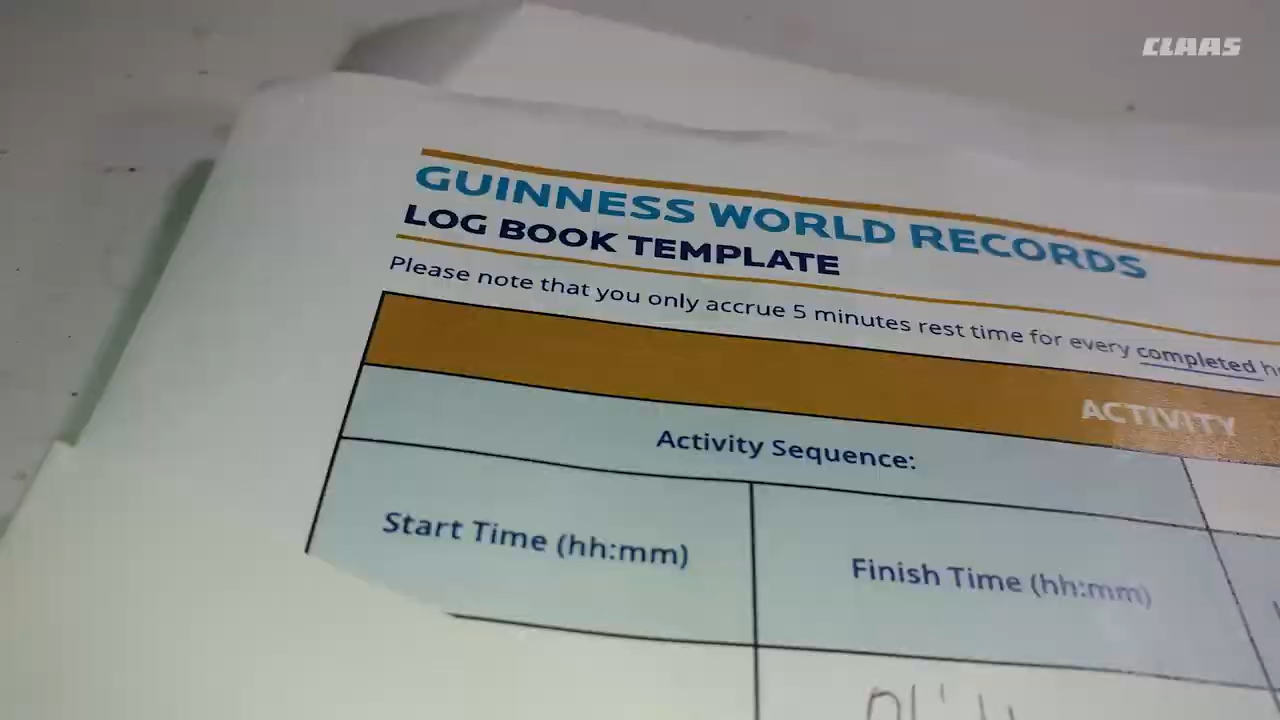 CLAAS
GUINNESS WORLD RECORDS
LOG BOOK TEMPLATE
Please note that you only accrue 5 minutes rest time for every completed
ACTIVITY
Activity Sequence:
Start Time (hh:mm)
Finish Time (hh:mm)